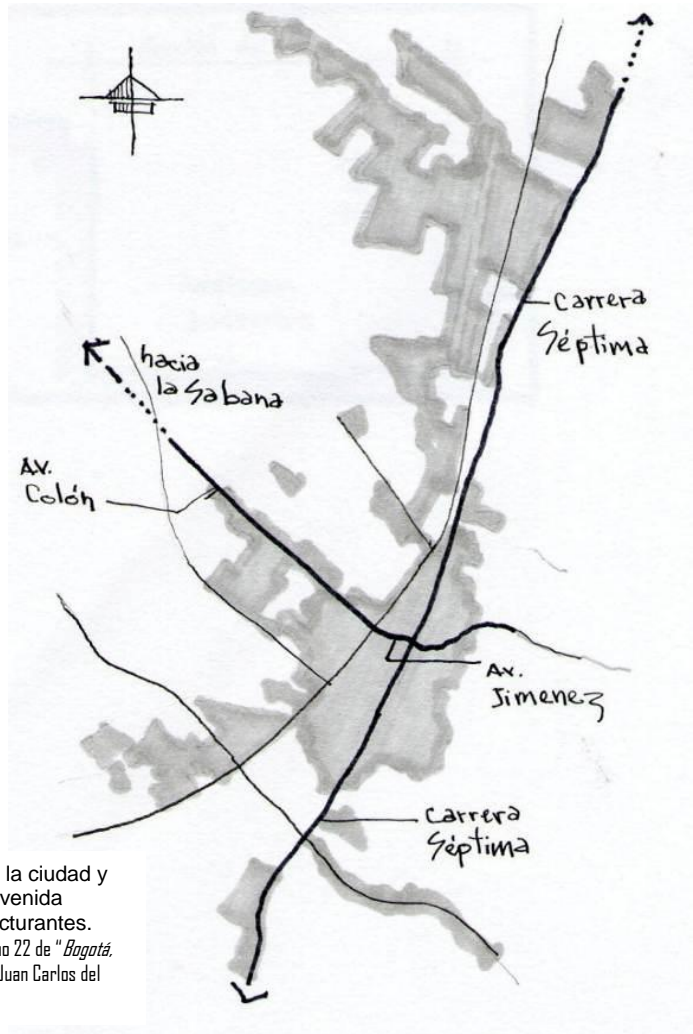 Carrera
Séptima
hacia
la Sabana
Av.
Colón
Av.
Jimenez
Carrera
Séptima
la ciudad y
venida
cturantes.
no 22 de "Bogotá,
Juan Carlos del